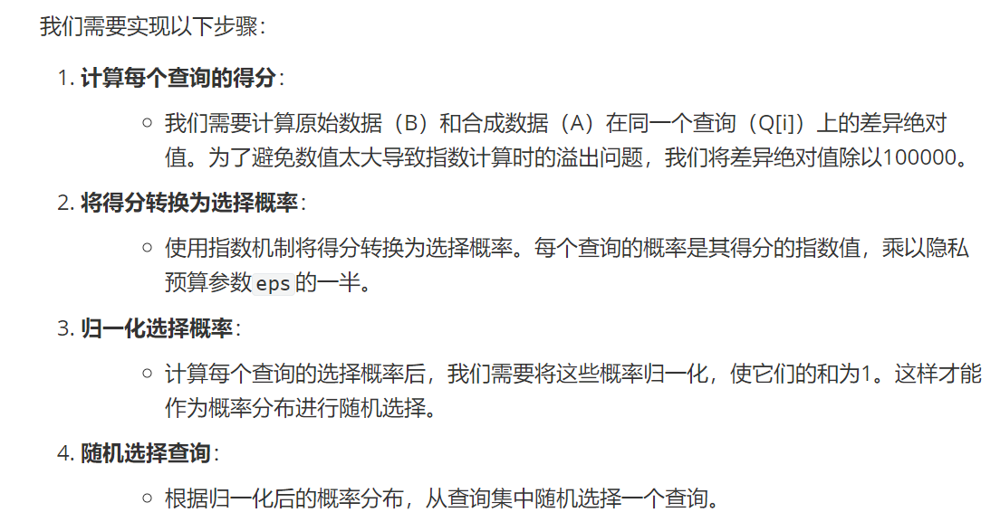 我们需要实现以下步骤：
1. 计算每个查询的得分：
○ 我们需要计算原始数据（B）和合成数据（A）在同一个查询（Q[i]）上的差异绝对
值。为了避免数值太大导致指数计算时的溢出问题，我们将差异绝对值除以100000。
2. 将得分转换为选择概率：
○ 使用指数机制将得分转换为选择概率。每个查询的概率是其得分的指数值，乘以隐私
预算参数eps的一半。
3. 归一化选择概率：
○ 计算每个查询的选择概率后，我们需要将这些概率归一化，使它们的和为1。这样才能
作为概率分布进行随机选择。
4. 随机选择查询：
○ 根据归一化后的概率分布，从查询集中随机选择一个查询。